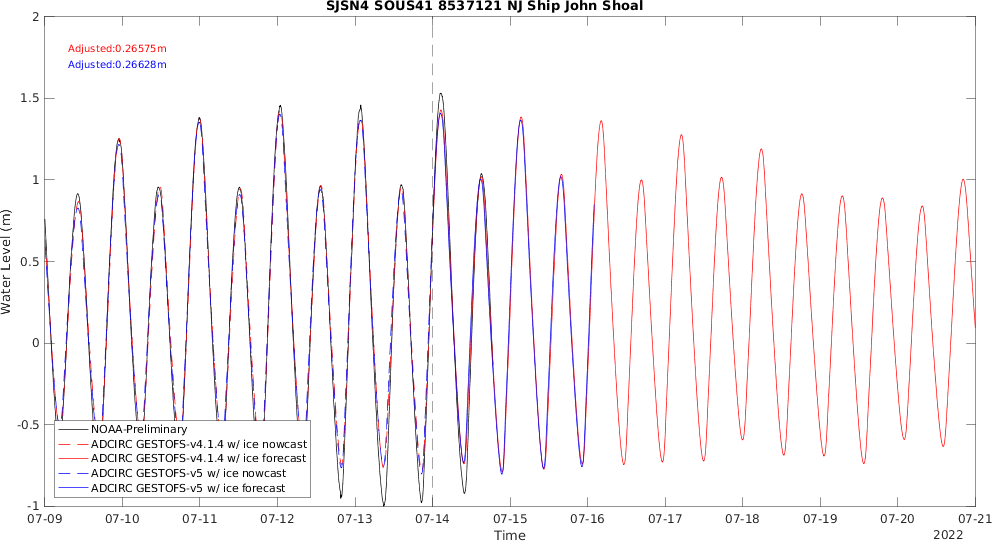 SJSN4 SOUS41 8537121 NJ Ship John Shoal
Adjusted:0.26575m
Adjusted:0.26628m
Water Level (m)
2
1.5
1
0.5
0
-0.5
-1
NOAA-Preliminary
ADCIRC GESTOFS-v4.1.4 w/ ice nowcast
ADCIRC GESTOFS-v4.1.4 w/ ice forecast
ADCIRC GESTOFS-v5 w/ ice nowcast
ADCIRC GESTOFS-v5 w/ ice forecast
07-09 07-10 07-11 07-12 07-13 07-14 07-15 07-16 07-17 07-18 07-19 07-20 07-21
Time
2022